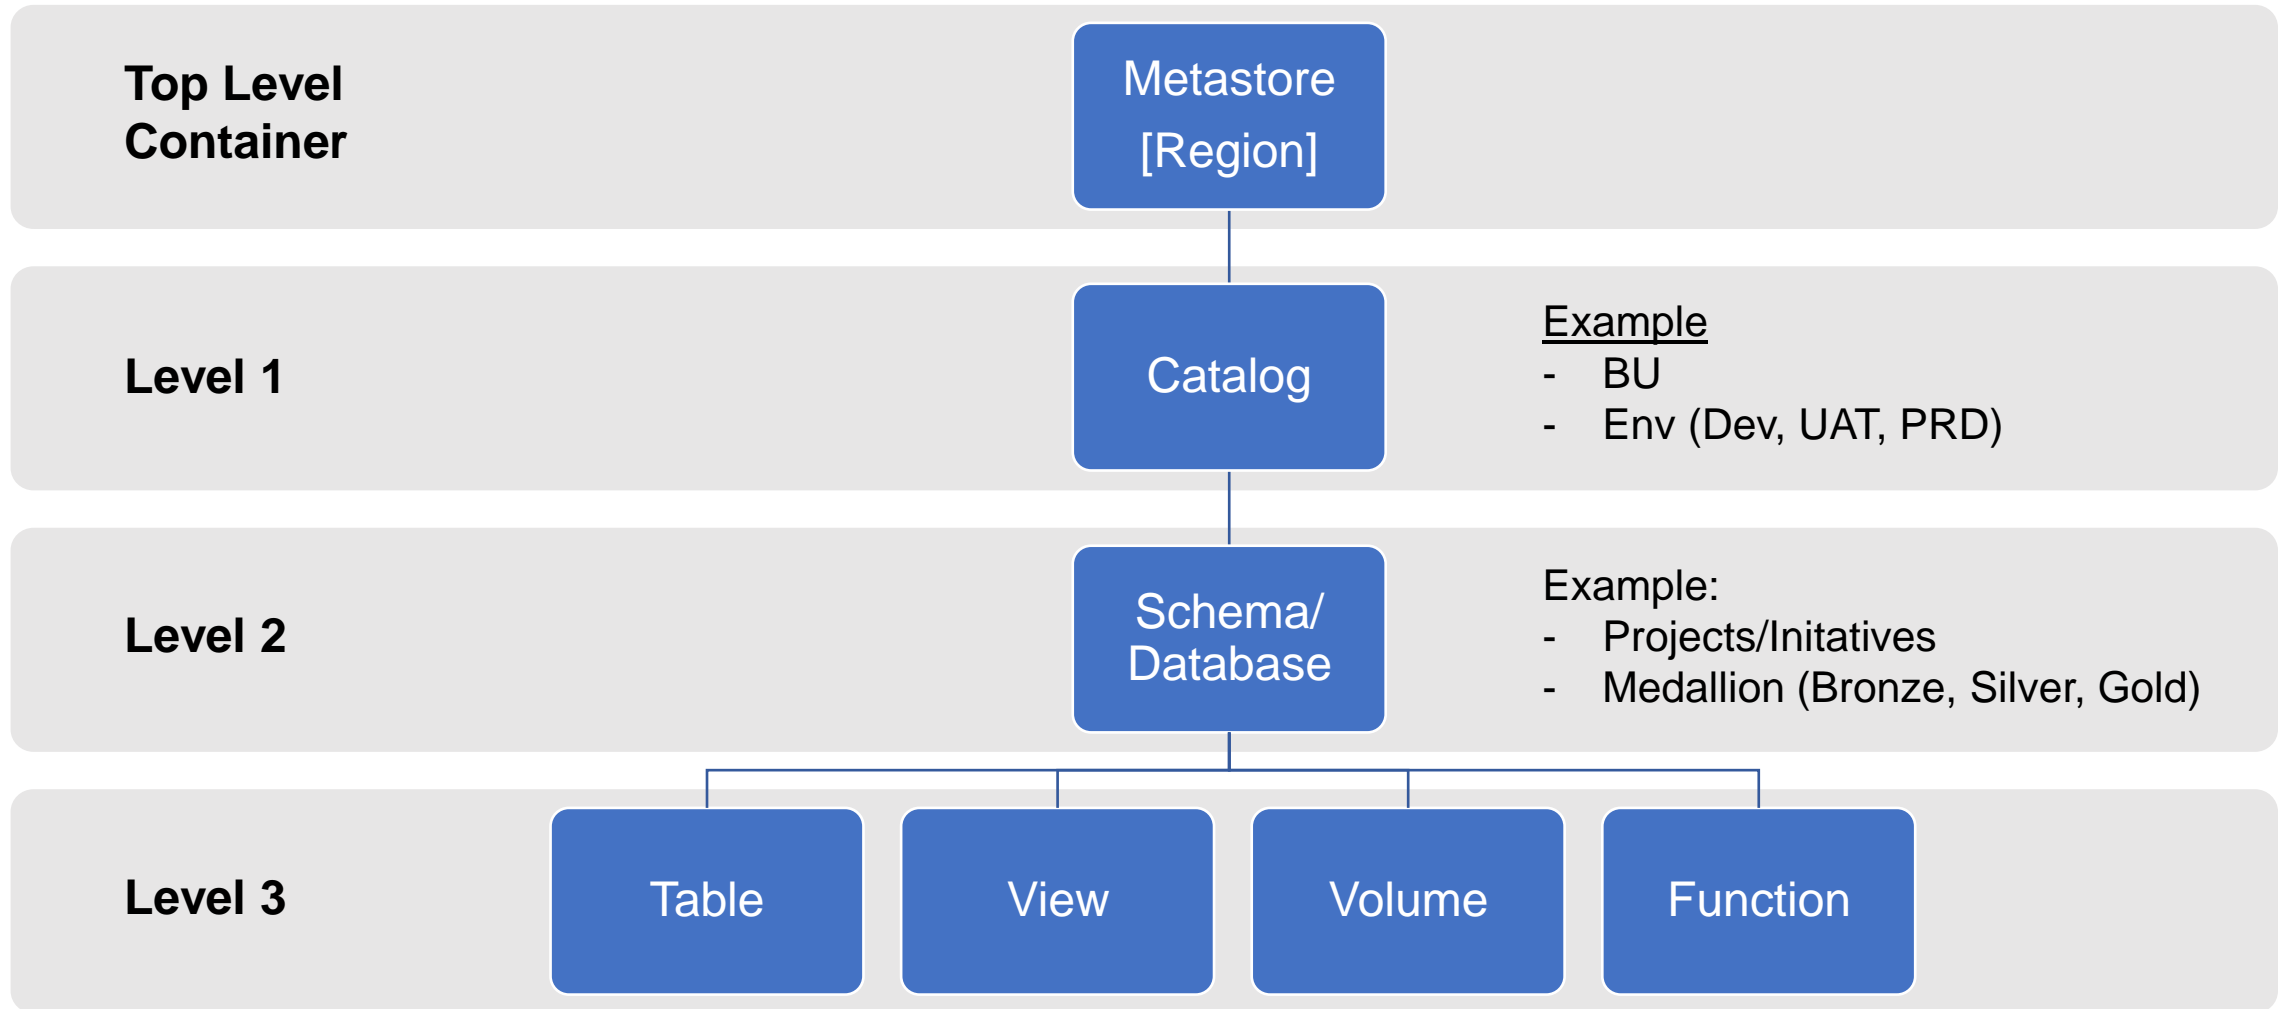 Top Level
Container
Metastore
[Region]
Level 1
Catalog
Example
- BU
- Env (Dev, UAT, PRD)
Level 2
Schema/
Database
Example:
- Projects/Initatives
- Medallion (Bronze, Silver, Gold)
Level 3
Table
View
Volume
Function